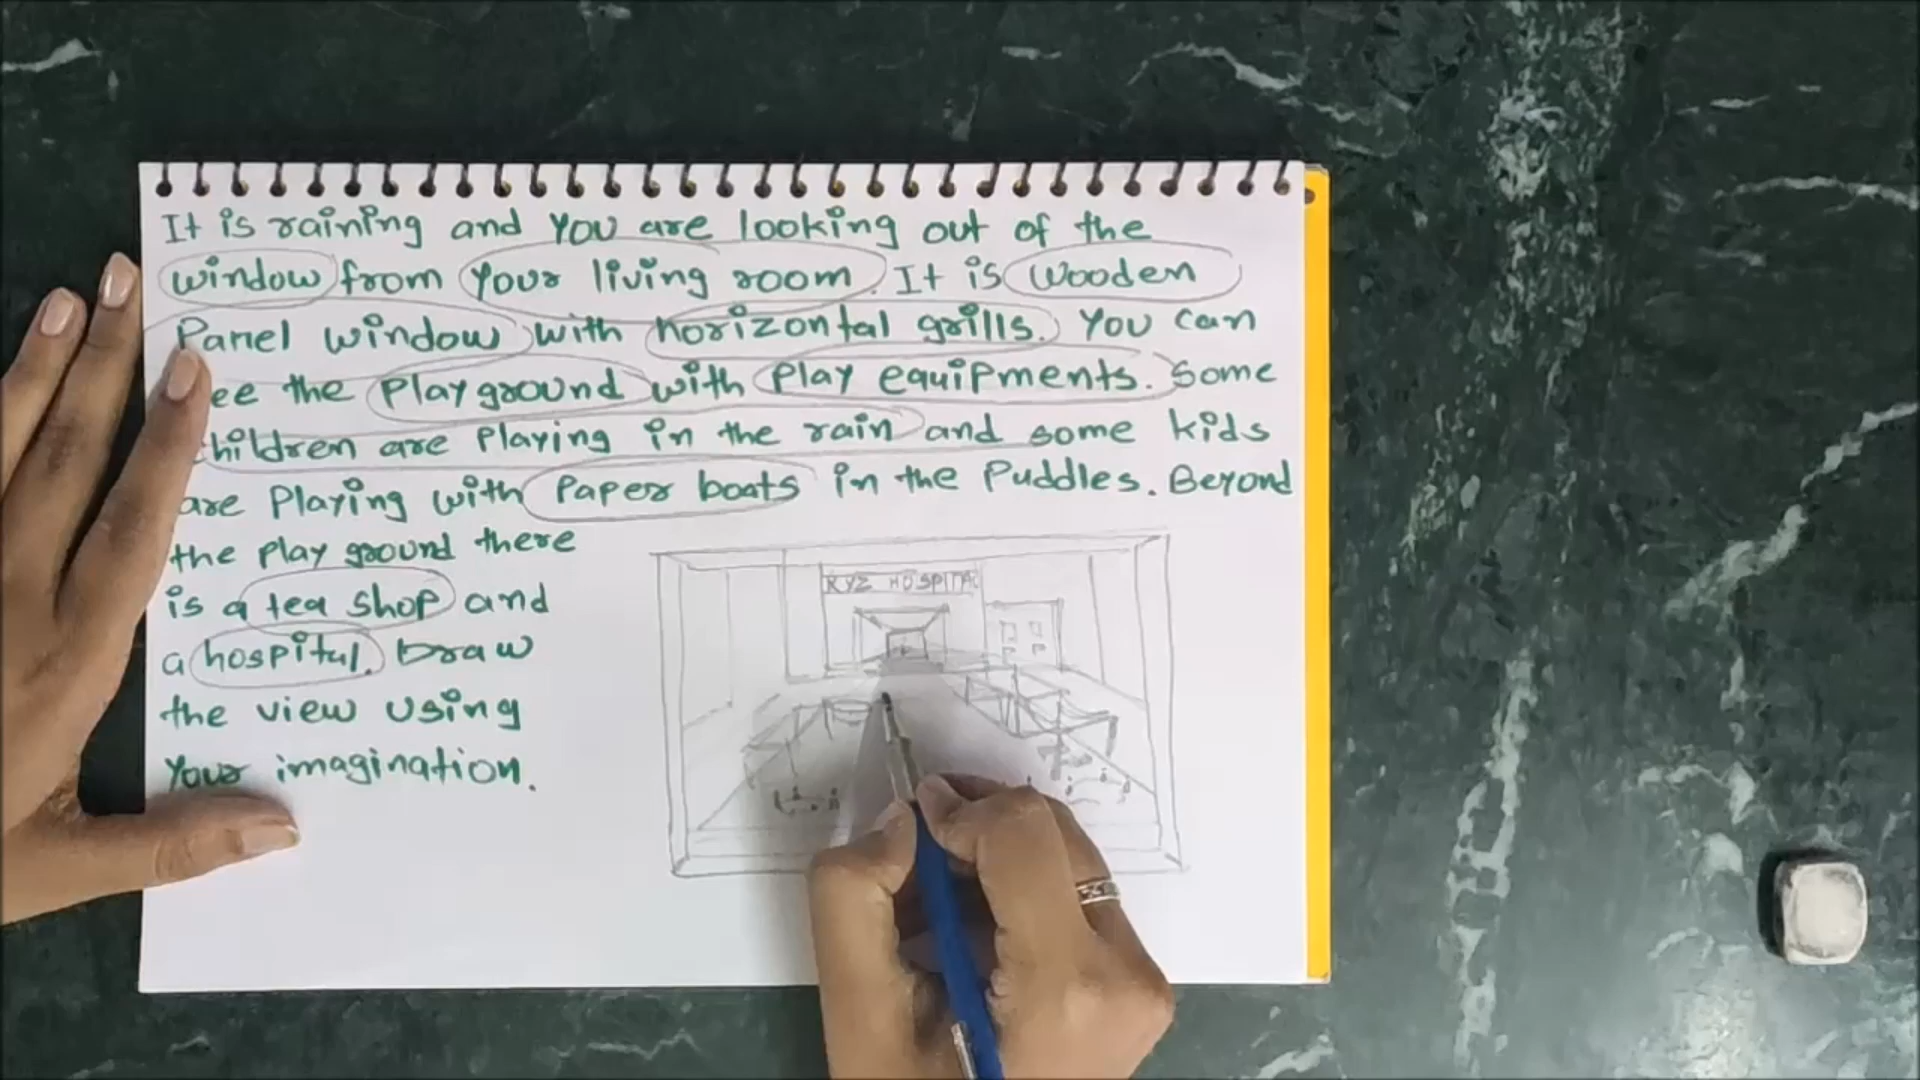 It is raining and you are looking out of the
window from your living room. It is wooden
Panel window with horizontal grills. You can
ee the playground with play equipments. Some
children are playing in the rain and some kids
are playing with paper boats in the puddles. Beyond
the play ground there
is a tea shop and
a hospital. Draw
the view using
your imagination.
XYZ HOSPITAL